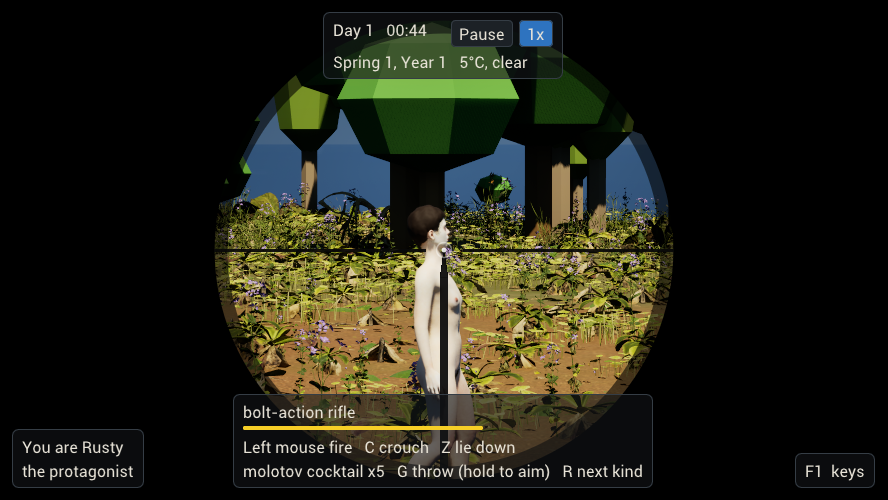 Day 1 00:44 Pause 1x
Spring 1, Year 1 5°C, clear
bolt-action rifle
Left mouse fire C crouch Z lie down
molotov cocktail x5 G throw (hold to aim) R next kind
You are Rusty
the protagonist
F1 keys